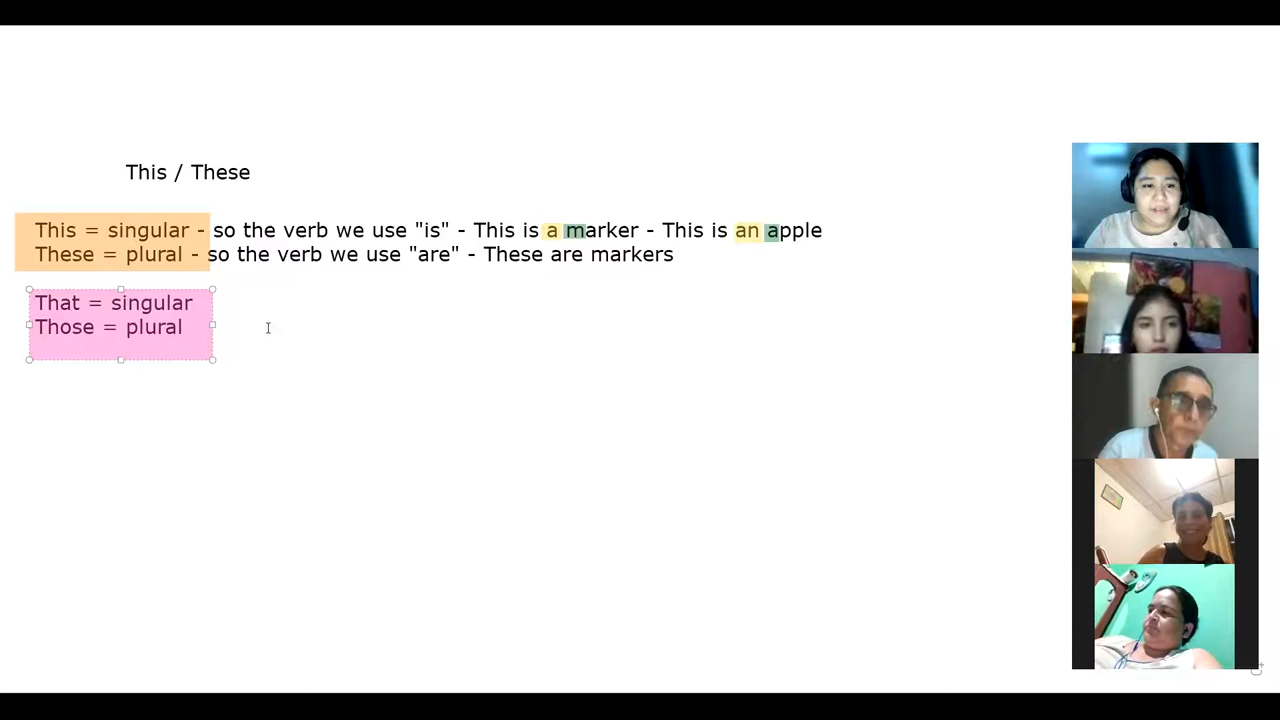 This / These
This = singular - so the verb we use "is" - This is a marker - This is an apple
These = plural - so the verb we use "are" - These are markers
That = singular
Those = plural